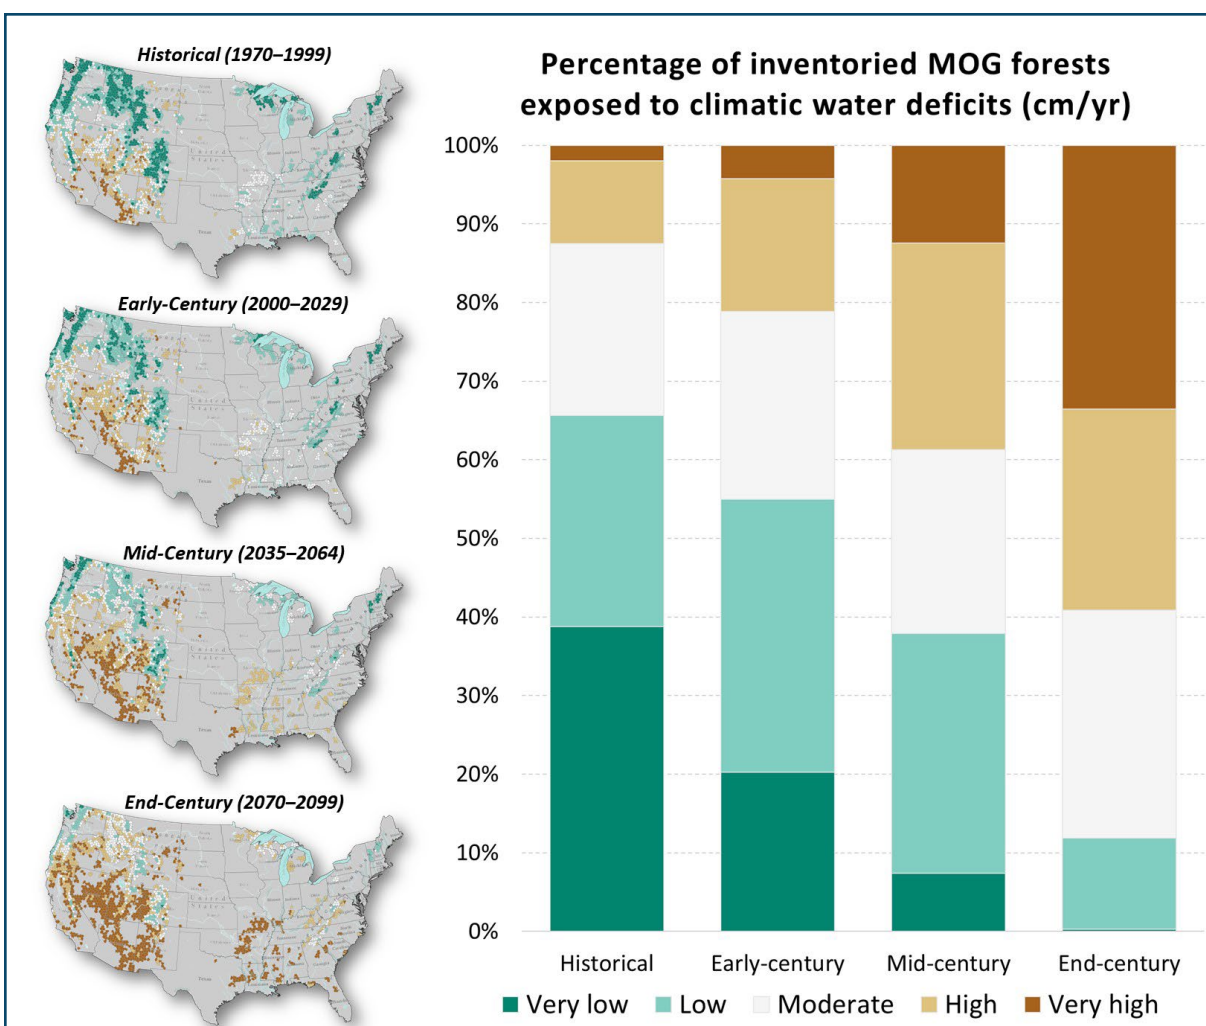 Historical (1970–1999)
Early-Century (2000–2029)
Mid-Century (2035–2064)
End-Century (2070–2099)
Percentage of inventoried MOG forests
exposed to climatic water deficits (cm/yr)
100%
90%
80%
70%
60%
50%
40%
30%
20%
10%
0%
Historical
Early-century
Mid-century
End-century
Very low
Low
Moderate
High
Very high